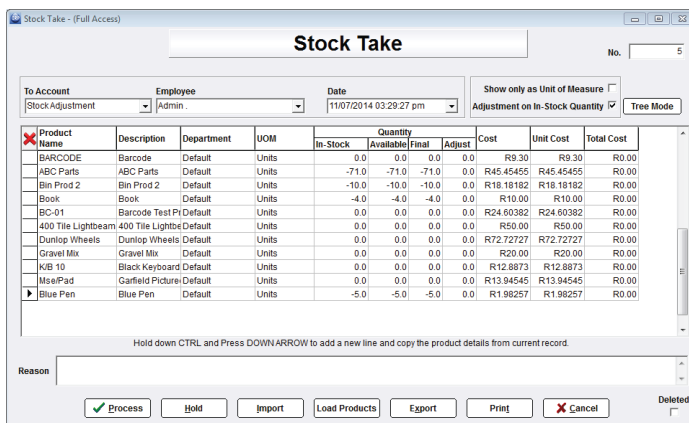 Stock Take - (Full Access)
Stock Take
No. 5
To Account Employee Date Show only as Unit of Measure
Stock Adjustment Admin . 11/07/2014 03:29:27 pm Adjustment on In-Stock Quantity Tree Mode
Product Name Description Department UOM Quantity Cost Unit Cost Total Cost
In-Stock Available Final Adjust
BARCODE Barcode Default Units 0.0 0.0 0.0 0.0 R9.30 R9.30 R0.00
ABC Parts ABC Parts Default Units -71.0 -71.0 -71.0 0.0 R45.45455 R45.45455 R0.00
Bin Prod 2 Bin Prod 2 Default Units -10.0 -10.0 -10.0 0.0 R18.18182 R18.18182 R0.00
Book Book Default Units -4.0 -4.0 -4.0 0.0 R10.00 R10.00 R0.00
BC-01 Barcode Test Pr Default Units 0.0 0.0 0.0 0.0 R24.60382 R24.60382 R0.00
400 Tile Lightbeam 400 Tile Lightbe Default Units 0.0 0.0 0.0 0.0 R50.00 R50.00 R0.00
Dunlop Wheels Dunlop Wheels Default Units 0.0 0.0 0.0 0.0 R72.72727 R72.72727 R0.00
Gravel Mix Gravel Mix Default Units 0.0 0.0 0.0 0.0 R20.00 R20.00 R0.00
K/B 10 Black Keyboard Default Units 0.0 0.0 0.0 0.0 R12.8873 R12.8873 R0.00
Mse/Pad Garfield Picture Default Units 0.0 0.0 0.0 0.0 R13.94545 R13.94545 R0.00
Blue Pen Blue Pen Default Units -5.0 -5.0 -5.0 0.0 R1.98257 R1.98257 R0.00
Hold down CTRL and Press DOWN ARROW to add a new line and copy the product details from current record.
Reason
Process Hold Import Load Products Export Print Cancel Deleted